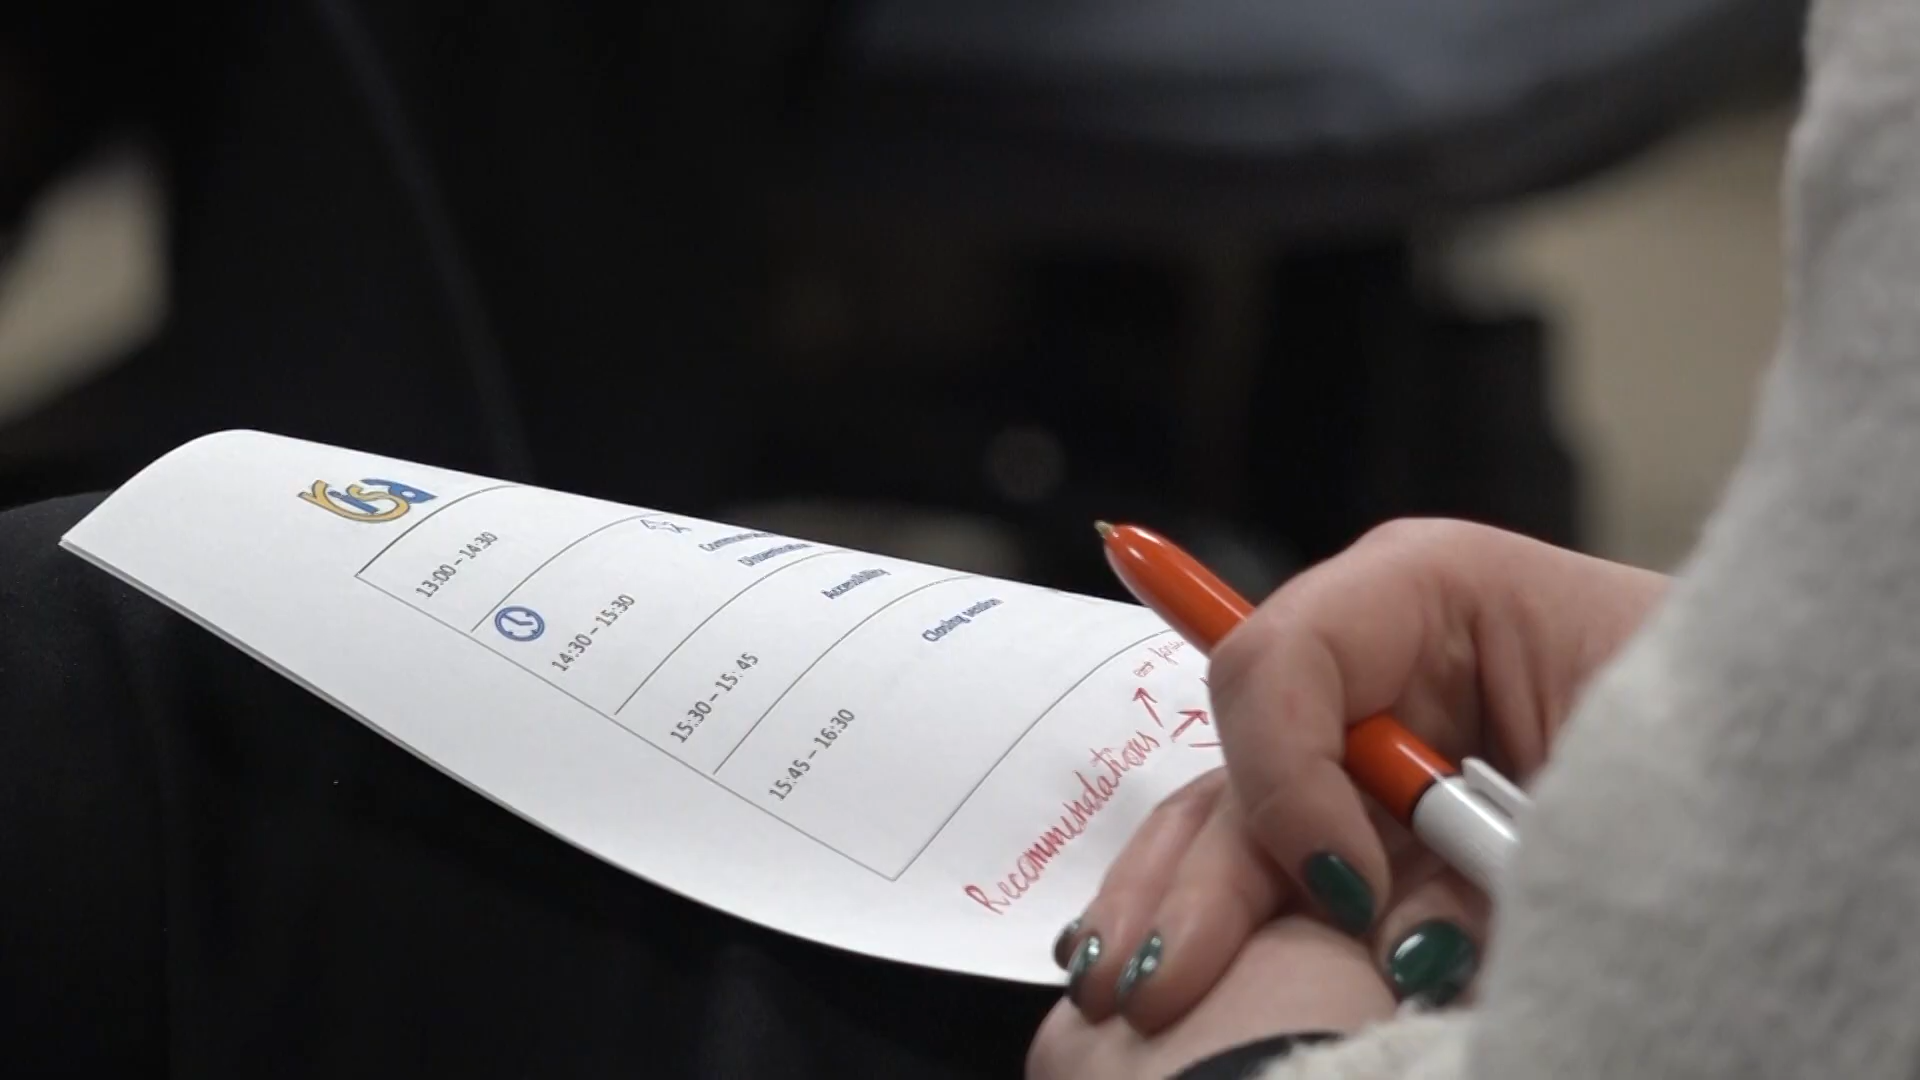 risa
13:00 – 14:30
14:30 – 15:30
Accessibility
15:30 – 15:45
Closing session
15:45 – 16:30
Recommendations